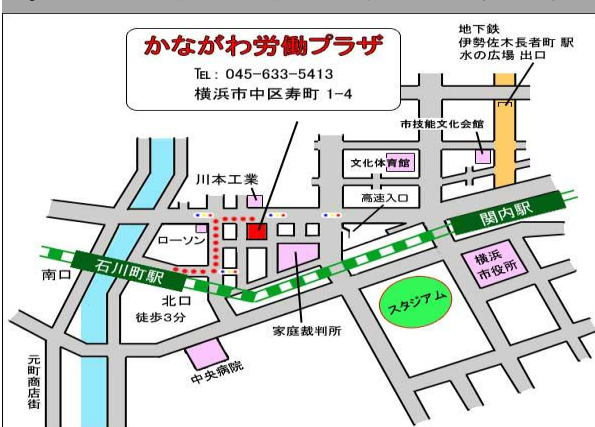 かながわ労働プラザ
TEL : 045-633-5413
横浜市中区寿町 1-4
地下鉄
伊勢佐木長者町 駅
水の広場 出口
市技能文化会館
文化体育館
川本工業
高速入口
関内駅
ローソン
石川町駅
南口
北口
徒歩3分
横浜
市役所
スタジアム
家庭裁判所
中央病院
元町商店街